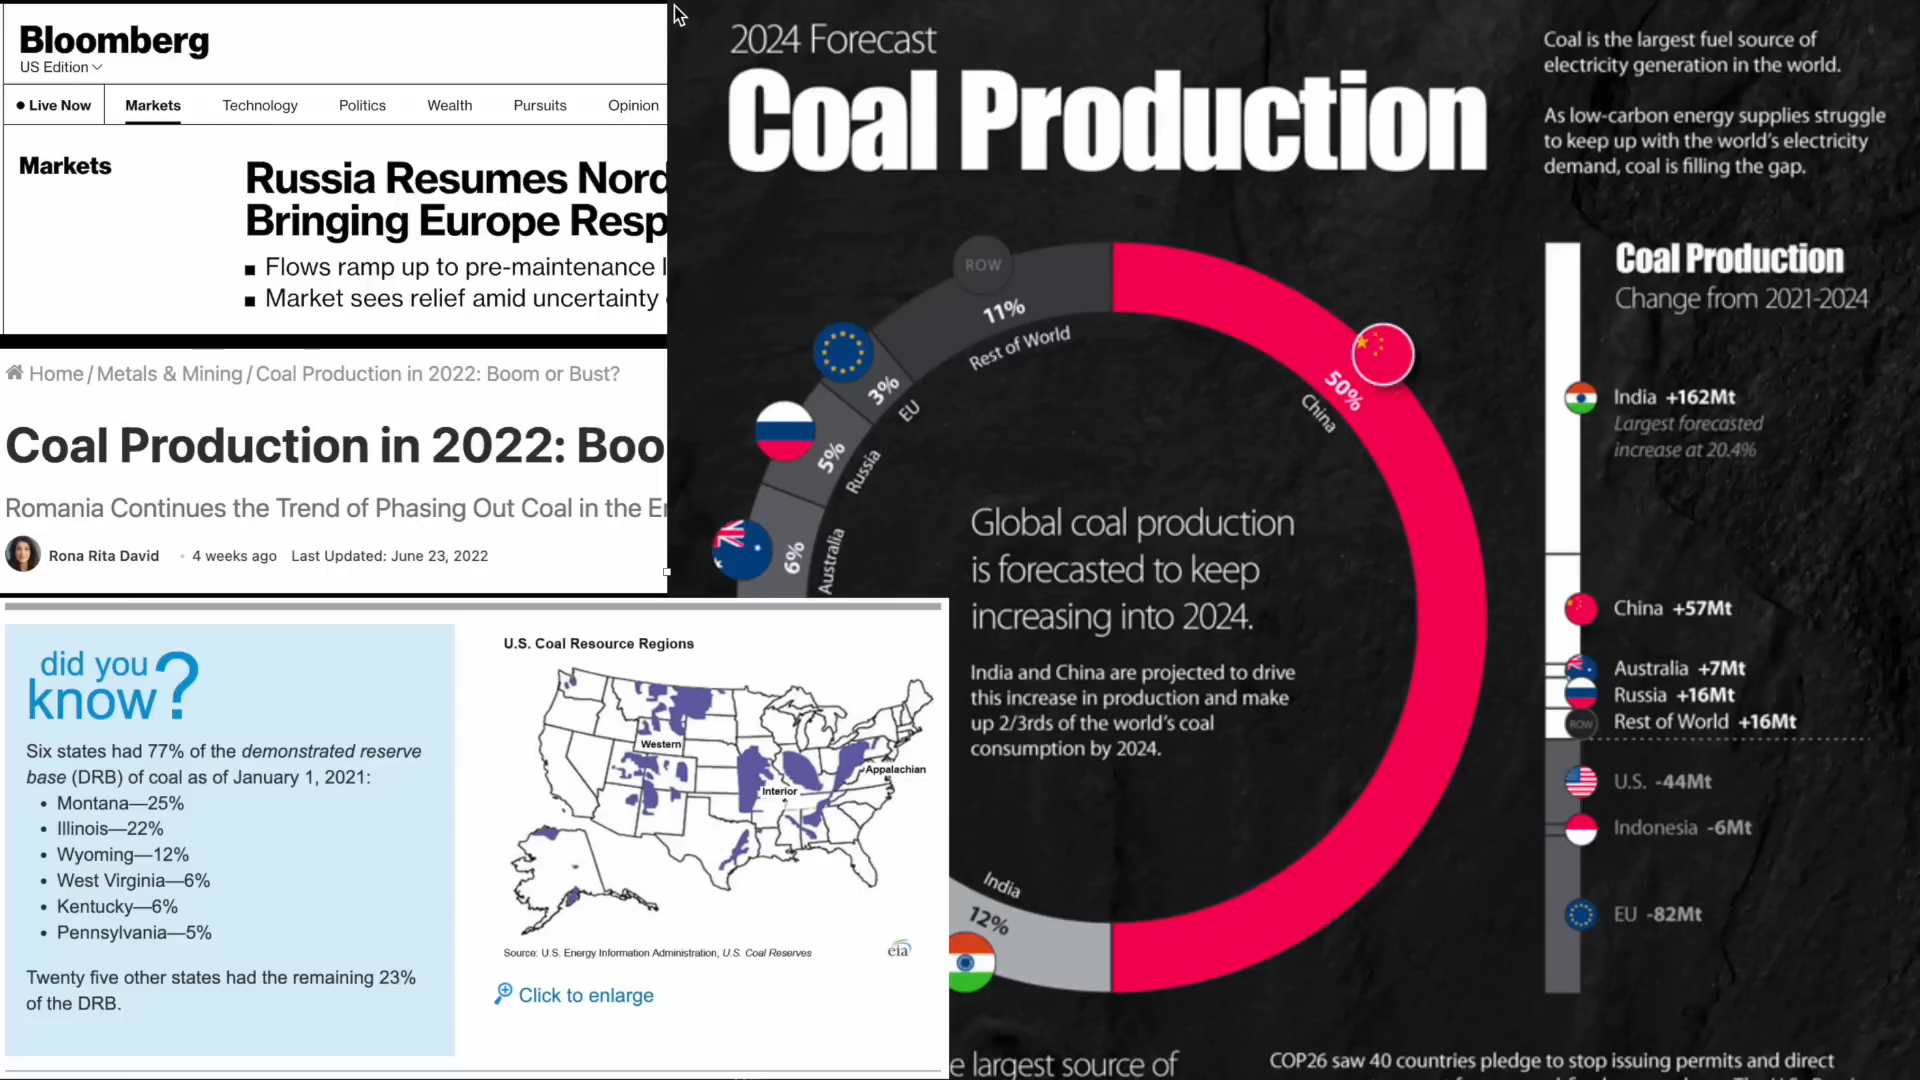 Bloomberg
US Edition
Live Now
Markets
Technology
Politics
Wealth
Pursuits
Opinion
Markets
Russia Resumes Nord
Bringing Europe Resp
Flows ramp up to pre-maintenance l
Market sees relief amid uncertainty
Home / Metals & Mining / Coal Production in 2022: Boom or Bust?
Coal Production in 2022: Boo
Romania Continues the Trend of Phasing Out Coal in the E
Rona Rita David
4 weeks ago
Last Updated: June 23, 2022
did you
know?
Six states had 77% of the demonstrated reserve
base (DRB) of coal as of January 1, 2021:
• Montana—25%
• Illinois—22%
• Wyoming—12%
• West Virginia—6%
• Kentucky—6%
• Pennsylvania—5%
Twenty five other states had the remaining 23%
of the DRB.
U.S. Coal Resource Regions
Western
Interior
Appalachian
Source: U.S. Energy Information Administration, U.S. Coal Reserves
eia
Click to enlarge
2024 Forecast
Coal Production
ROW
11%
Rest of World
3%
EU
5%
Russia
6%
Australia
50%
China
India
12%
Global coal production
is forecasted to keep
increasing into 2024.
India and China are projected to drive
this increase in production and make
up 2/3rds of the world's coal
consumption by 2024.
Coal is the largest fuel source of
electricity generation in the world.
As low-carbon energy supplies struggle
to keep up with the world's electricity
demand, coal is filling the gap.
Coal Production
Change from 2021-2024
India +162Mt
Largest forecasted
increase at 20.4%
China +57Mt
Australia +7Mt
Russia +16Mt
ROW
Rest of World +16Mt
U.S. -44Mt
Indonesia -6Mt
EU -82Mt
e largest source of
COP26 saw 40 countries pledge to stop issuing permits and direct